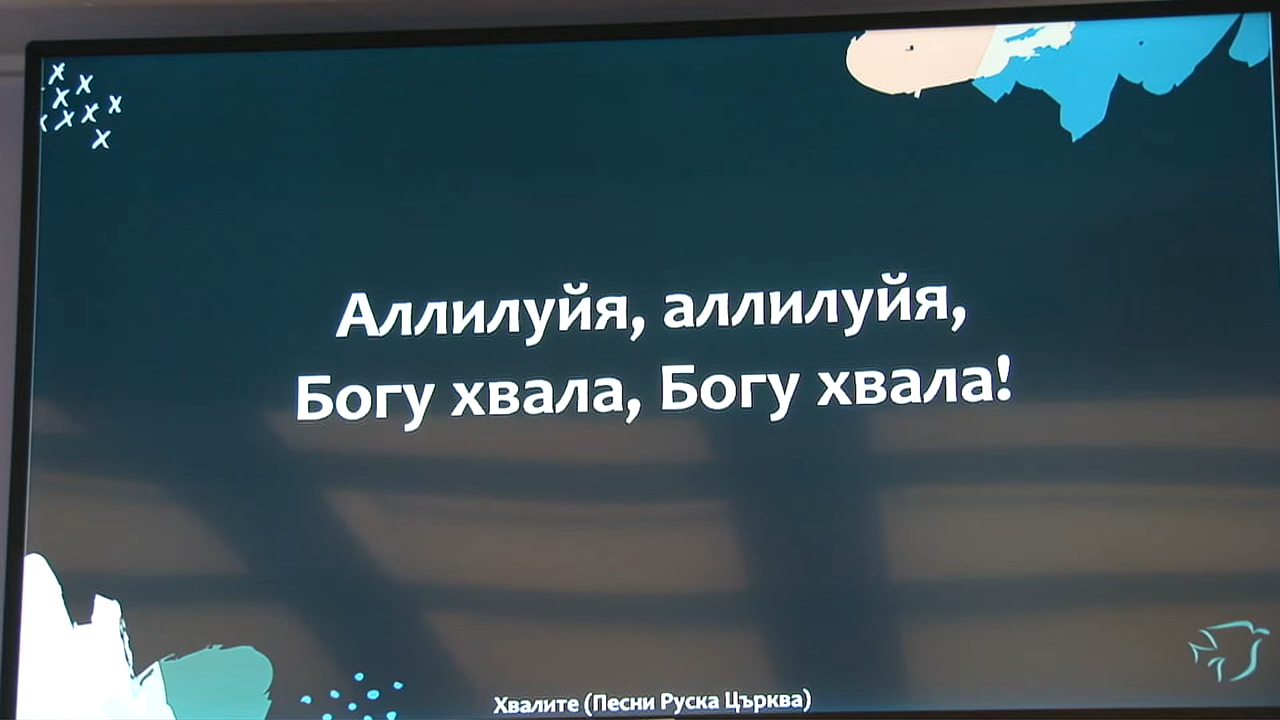 Аллилуйя, аллилуйя,
Богу хвала, Богу хвала!
Хвалите (Песни Руска Църква)